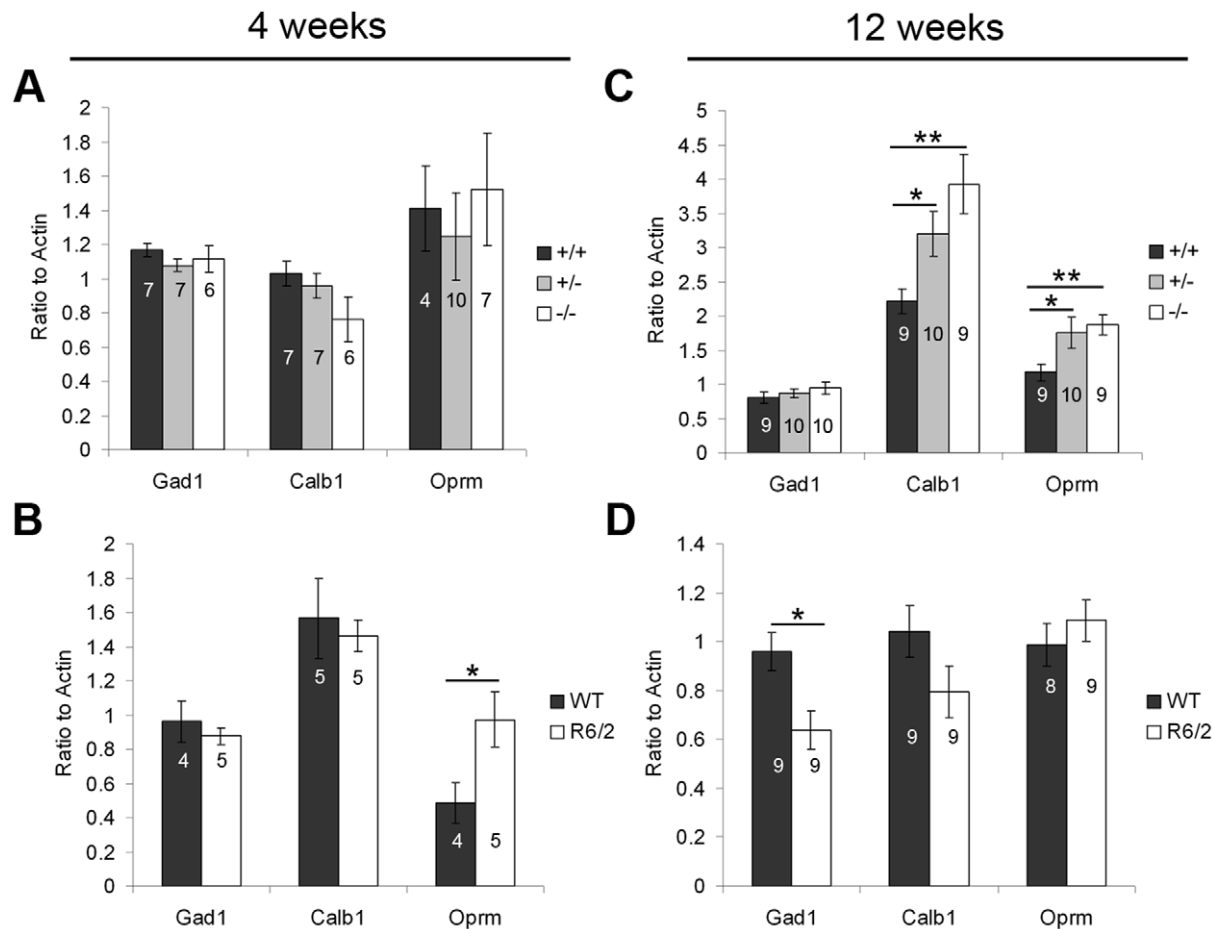 4 weeks
12 weeks
A
Ratio to Actin
2
1.8
1.6
1.4
1.2
1
0.8
0.6
0.4
0.2
0
7 7 6
7 7 6
4 10 7
Gad1 Calb1 Oprm
+/+
+/-
-/-
C
Ratio to Actin
5
4.5
4
3.5
3
2.5
2
1.5
1
0.5
0
**
*
**
*
9 10 10
9 10 9
9 10 9
Gad1 Calb1 Oprm
+/+
+/-
-/-
B
Ratio to Actin
2
1.8
1.6
1.4
1.2
1
0.8
0.6
0.4
0.2
0
*
4 5
5 5
4 5
Gad1 Calb1 Oprm
WT
R6/2
D
Ratio to Actin
1.4
1.2
1
0.8
0.6
0.4
0.2
0
*
9 9
9 9
8 9
Gad1 Calb1 Oprm
WT
R6/2